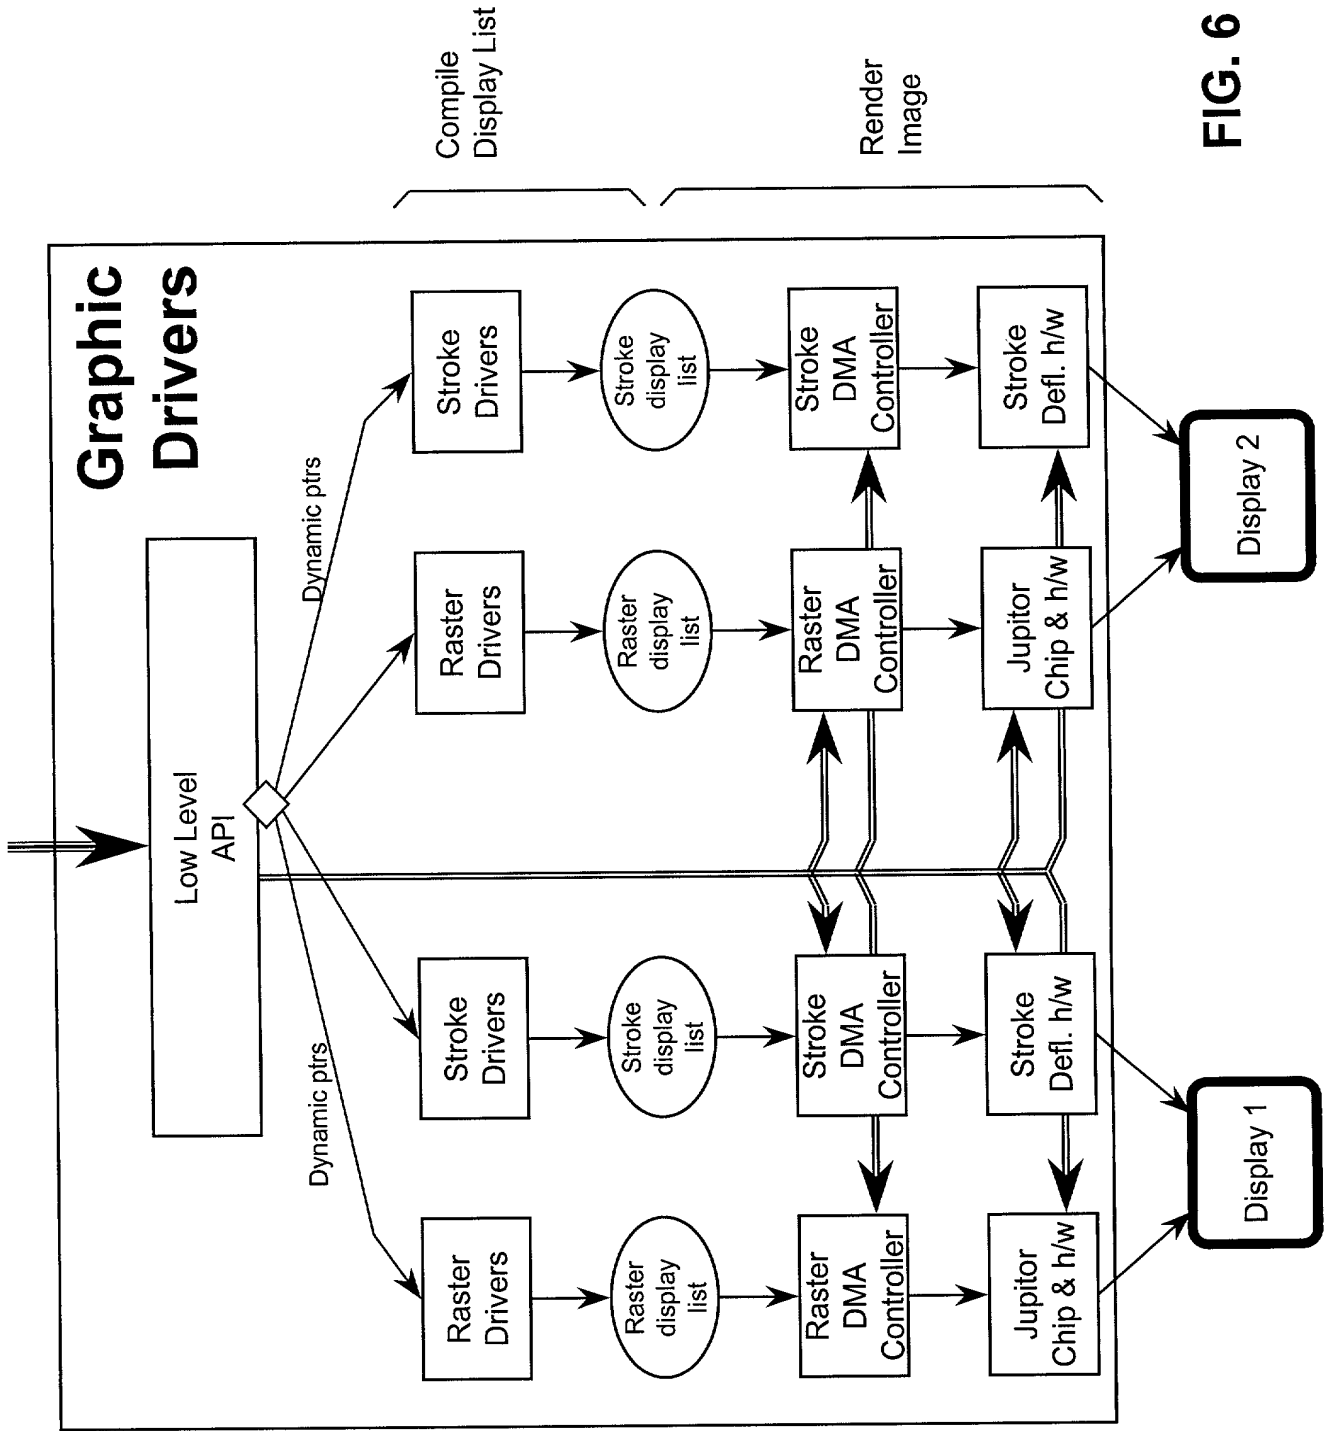 Graphic
Drivers
Low Level
API
Dynamic ptrs
Dynamic ptrs
Raster
Drivers
Stroke
Drivers
Raster
Drivers
Stroke
Drivers
Compile
Display List
Raster
display
list
Stroke
display
list
Raster
display
list
Stroke
display
list
Raster
DMA
Controller
Stroke
DMA
Controller
Raster
DMA
Controller
Stroke
DMA
Controller
Render
Image
Jupitor
Chip & h/w
Stroke
Defl. h/w
Jupitor
Chip & h/w
Stroke
Defl. h/w
Display 1
Display 2
FIG. 6